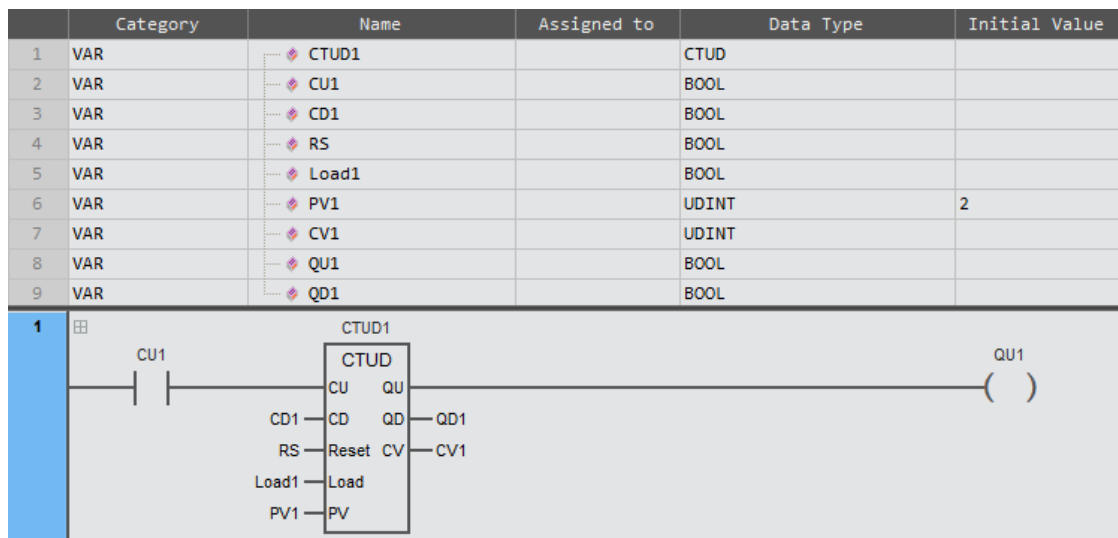 Category Name Assigned to Data Type Initial Value
1 VAR CTUD1 CTUD
2 VAR CU1 BOOL
3 VAR CD1 BOOL
4 VAR RS BOOL
5 VAR Load1 BOOL
6 VAR PV1 UDINT 2
7 VAR CV1 UDINT
8 VAR QU1 BOOL
9 VAR QD1 BOOL
1 CTUD1
CU1 CTUD QU1
CU QU
CD1 CD QD QD1
RS Reset CV CV1
Load1 Load
PV1 PV